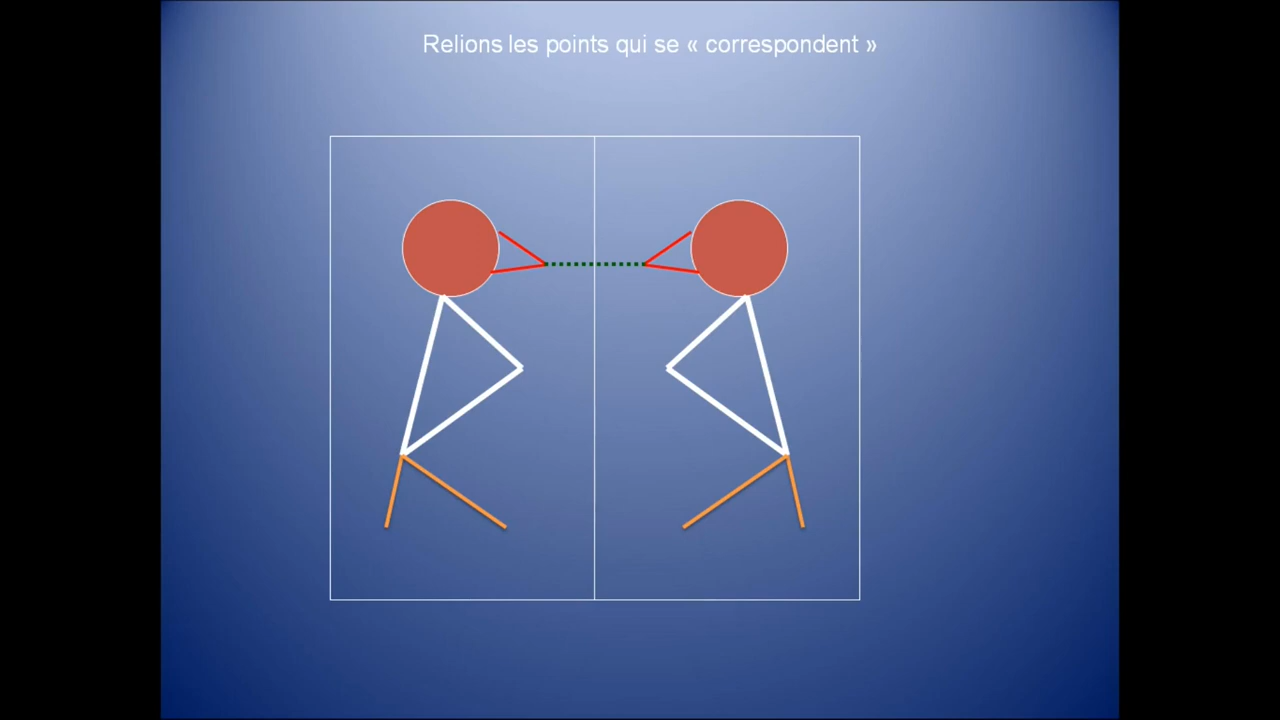 Relions les points qui se « correspondent »